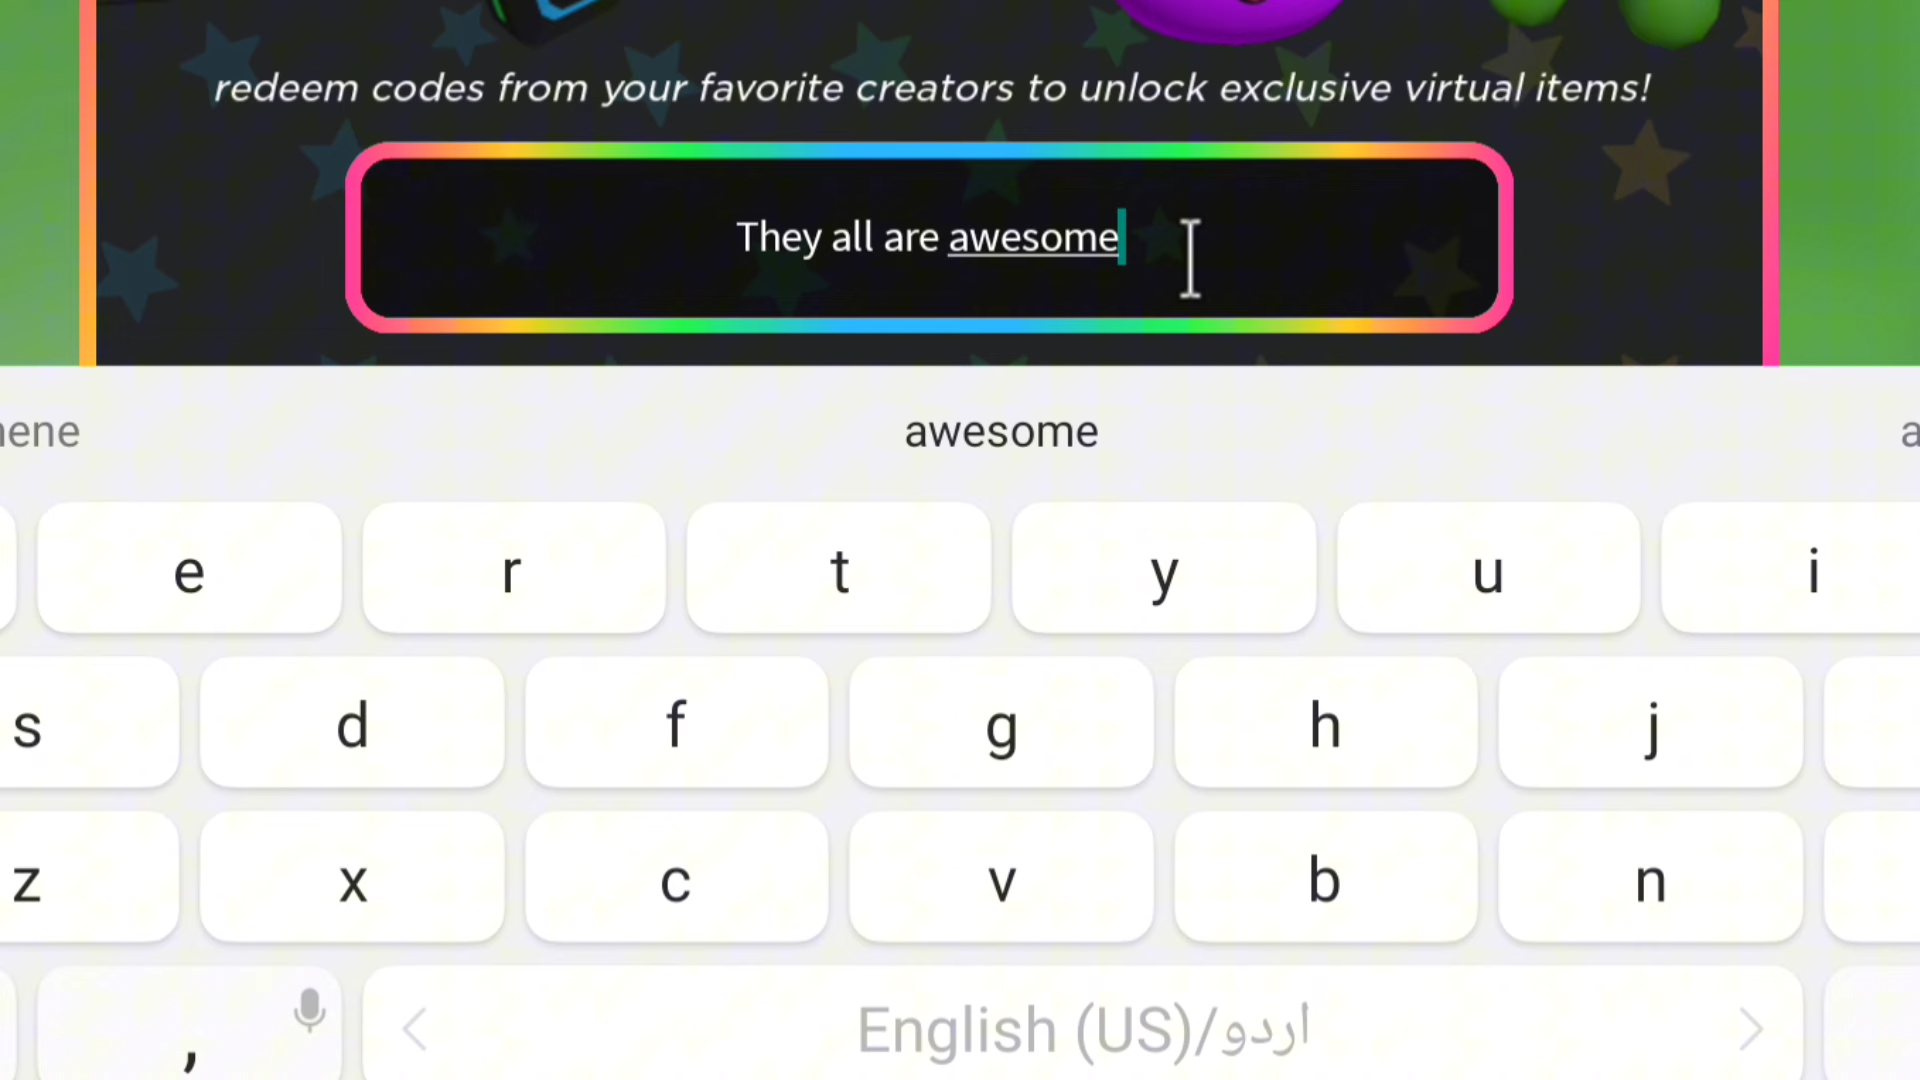 redeem codes from your favorite creators to unlock exclusive virtual items!
They all are awesome
awesome
e r t y u i
s d f g h j
z x c v b n
, English (US)/اردو